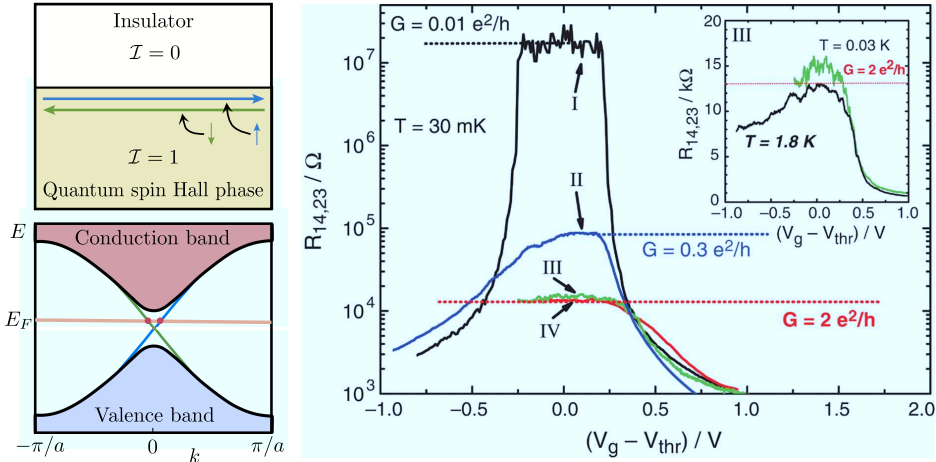 Insulator
ℐ = 0
↓
↑
ℐ = 1
Quantum spin Hall phase
E
Conduction band
E_F
Valence band
−π/a
0
π/a
k
R₁₄,₂₃ / Ω
10⁷
10⁶
10⁵
10⁴
10³
G = 0.01 e²/h
T = 30 mK
I
II
G = 0.3 e²/h
III
IV
G = 2 e²/h
−1.0
−0.5
0.0
0.5
1.0
1.5
2.0
(V_g − V_thr) / V
III
R₁₄,₂₃ / kΩ
20
15
10
5
0
T = 0.03 K
G = 2 e²/h
T = 1.8 K
−1.0
−0.5
0.0
0.5
1.0
(V_g − V_thr) / V